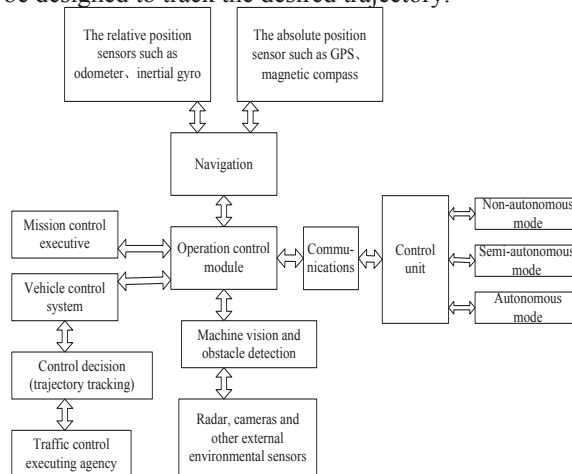 be designed to track the desired trajectory.
The relative position
sensors such as
odometer、inertial gyro
The absolute position
sensor such as GPS、
magnetic compass
Navigation
Mission control
executive
Operation control
module
Commu-
nications
Control
unit
Non-autonomous
mode
Semi-autonomous
mode
Autonomous
mode
Vehicle control
system
Machine vision and
obstacle detection
Control decision
(trajectory tracking)
Radar, cameras and
other external
environmental sensors
Traffic control
executing agency